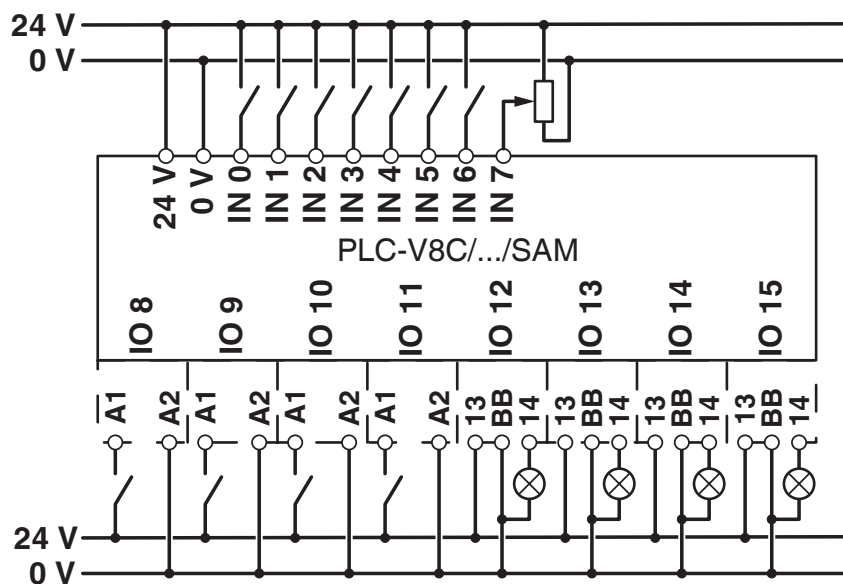 24 V
0 V
24 V
0 V
IN 0
IN 1
IN 2
IN 3
IN 4
IN 5
IN 6
IN 7
PLC-V8C/.../SAM
IO 8
IO 9
IO 10
IO 11
IO 12
IO 13
IO 14
IO 15
A1
A2
A1
A2
A1
A2
A1
A2
13
BB
14
13
BB
14
13
BB
14
13
BB
14
24 V
0 V